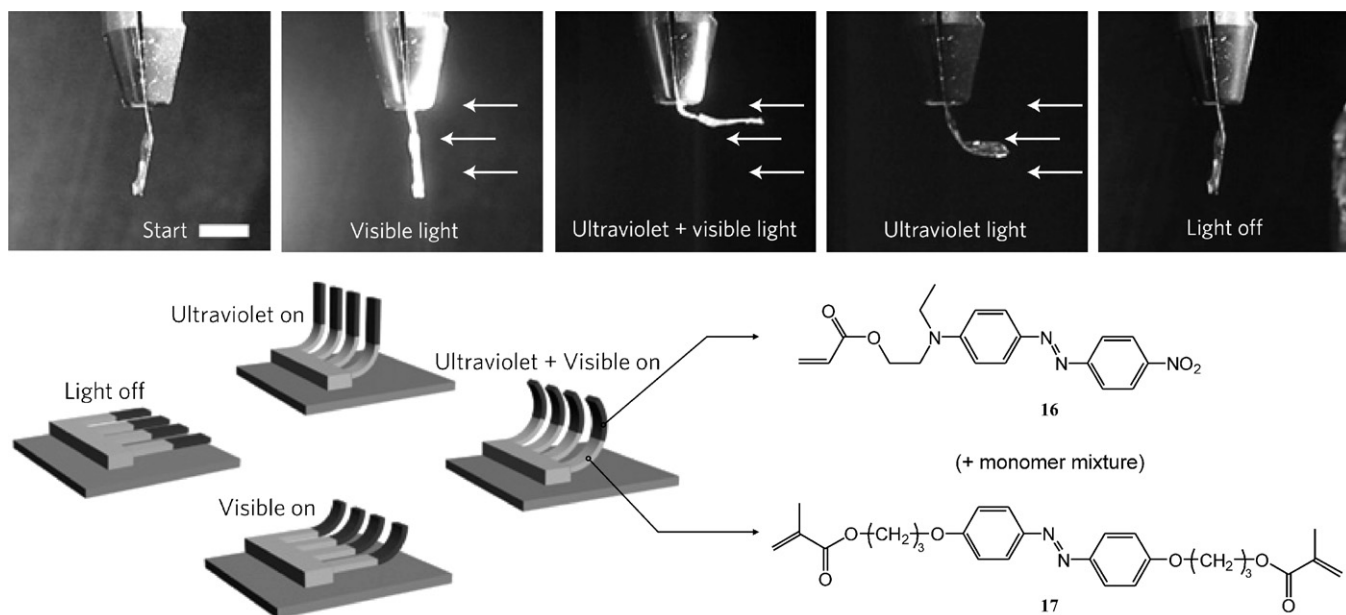 Start
Visible light
Ultraviolet + visible light
Ultraviolet light
Light off
Ultraviolet on
Ultraviolet + Visible on
Light off
Visible on
O
O
N
N
N
NO₂
16
(+ monomer mixture)
O
O
(CH₂)₃
O
N
N
O
(CH₂)₃
O
O
17